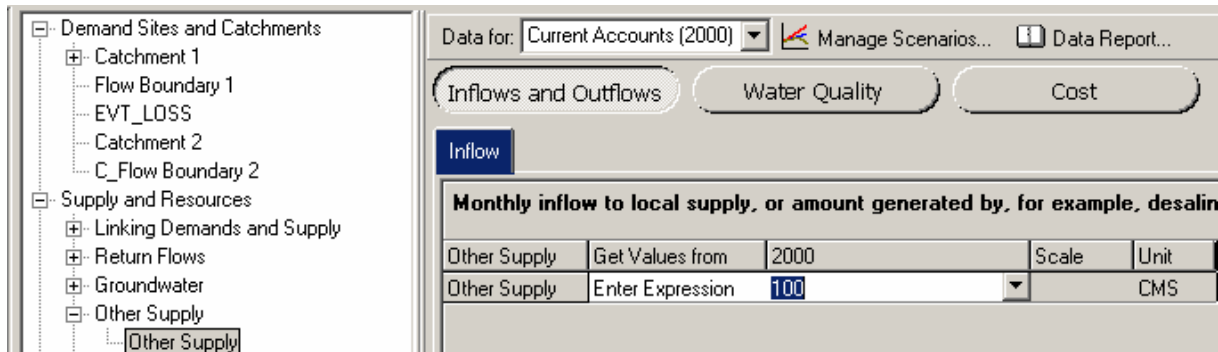 Demand Sites and Catchments
Catchment 1
Flow Boundary 1
EVT_LOSS
Catchment 2
C_Flow Boundary 2
Supply and Resources
Linking Demands and Supply
Return Flows
Groundwater
Other Supply
Other Supply
Data for: Current Accounts (2000) Manage Scenarios... Data Report...
Inflows and Outflows Water Quality Cost
Inflow
Monthly inflow to local supply, or amount generated by, for example, desalin
Other Supply Get Values from 2000 Scale Unit
Other Supply Enter Expression 100 CMS